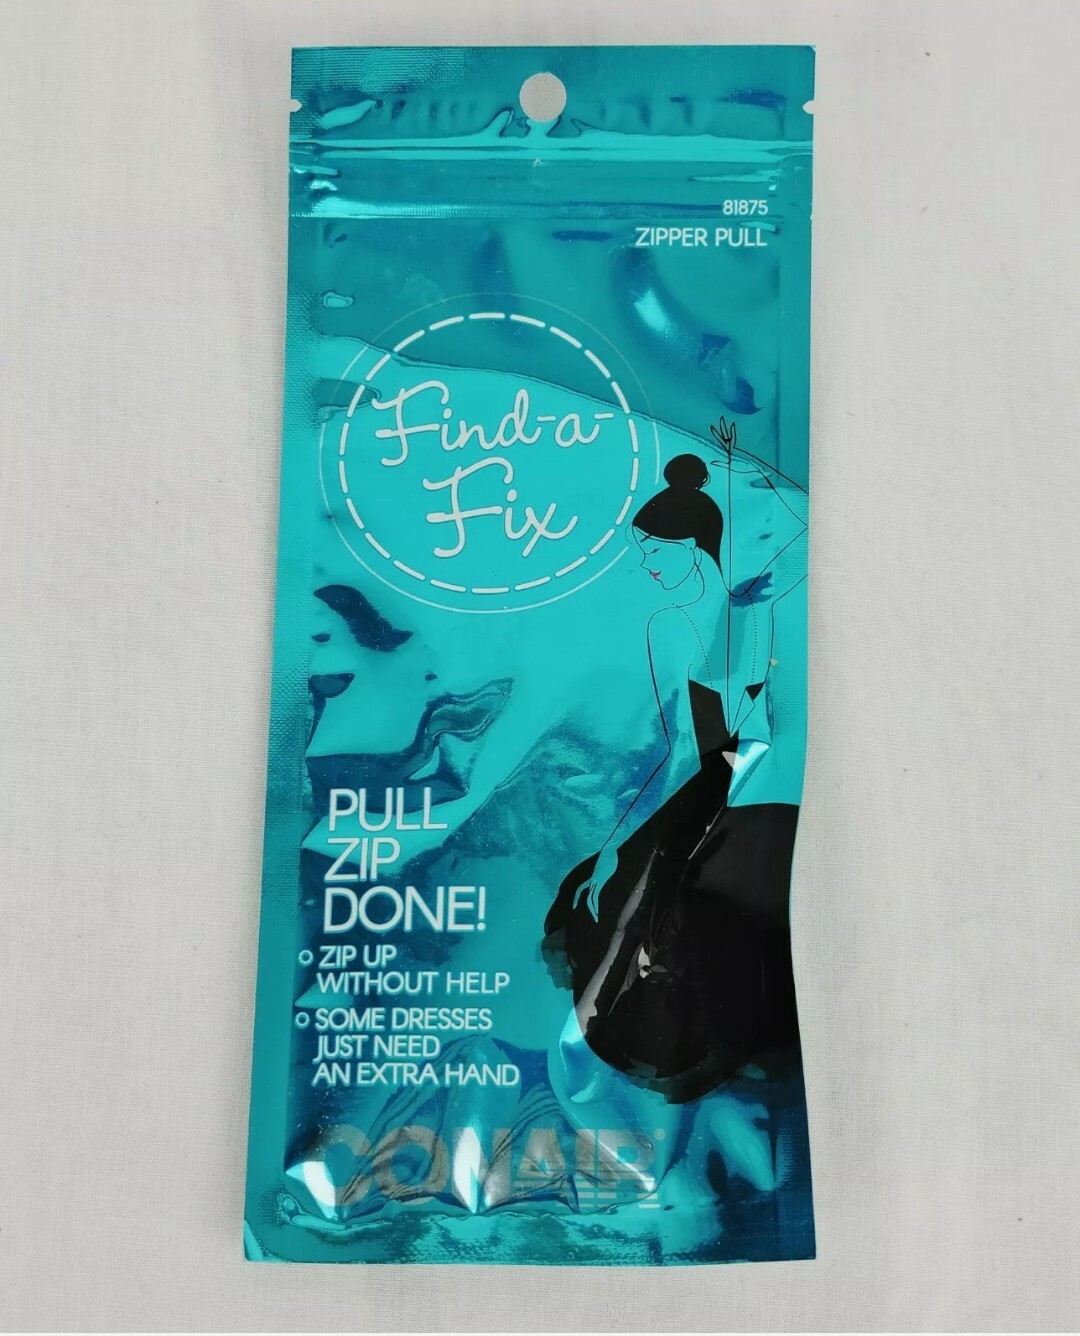 81875
ZIPPER PULL
Find-a-
Fix
PULL
ZIP
DONE!
ZIP UP
WITHOUT HELP
SOME DRESSES
JUST NEED
AN EXTRA HAND
CONAIR®